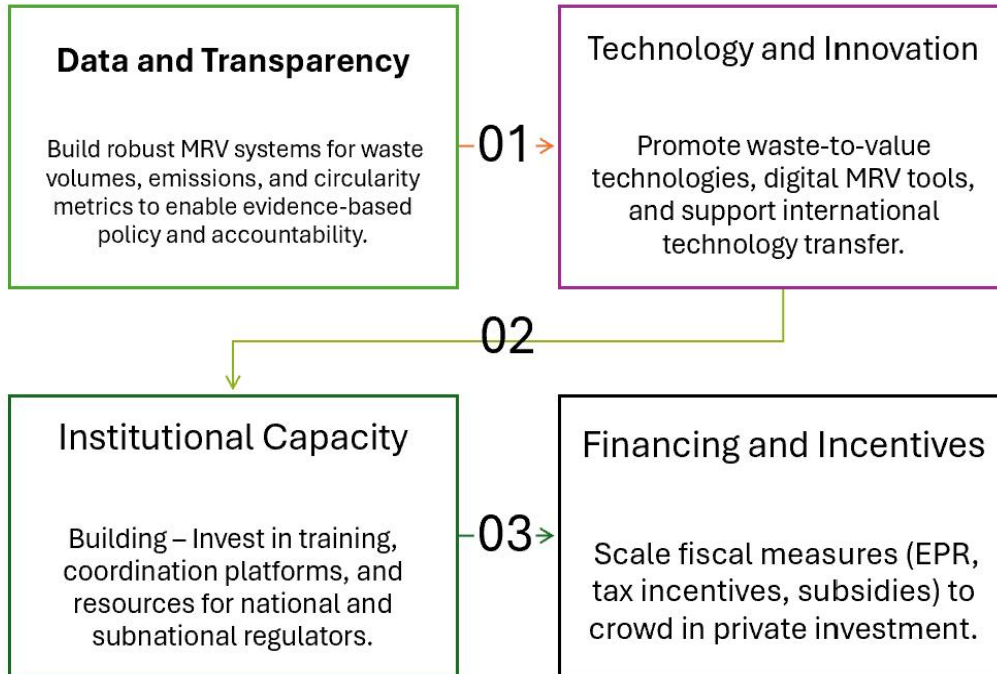 Data and Transparency
Build robust MRV systems for waste
volumes, emissions, and circularity
metrics to enable evidence-based
policy and accountability.
01
Technology and Innovation
Promote waste-to-value
technologies, digital MRV tools,
and support international
technology transfer.
02
Institutional Capacity
Building – Invest in training,
coordination platforms, and
resources for national and
subnational regulators.
03
Financing and Incentives
Scale fiscal measures (EPR,
tax incentives, subsidies) to
crowd in private investment.